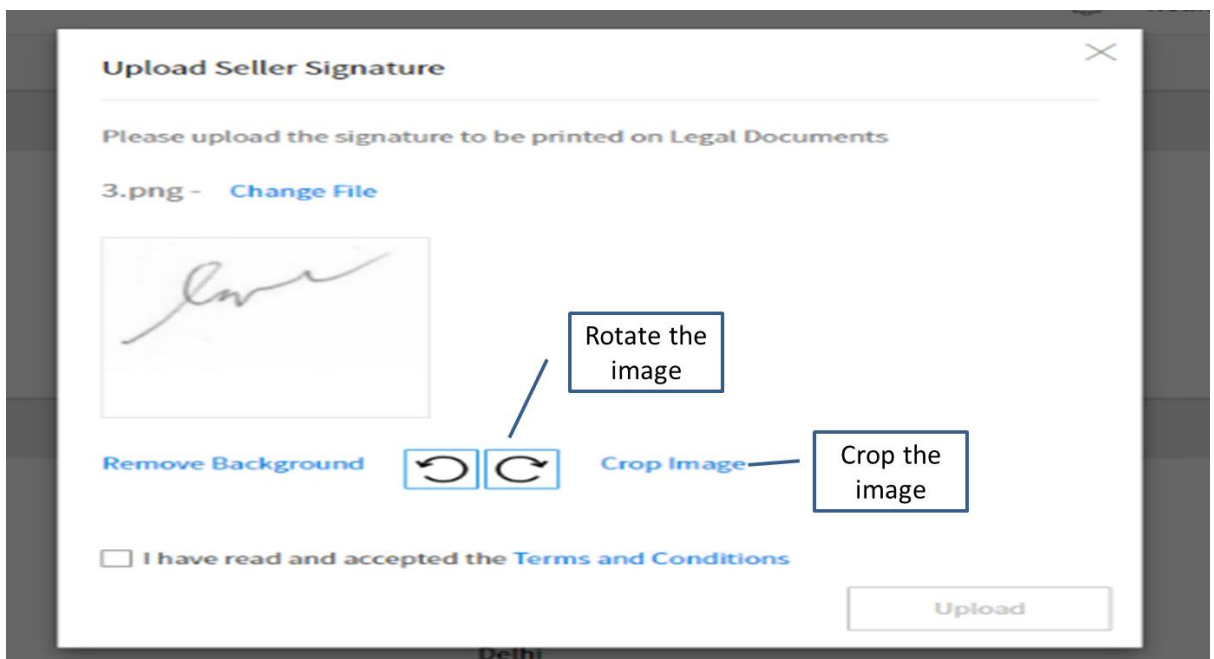 Upload Seller Signature
Please upload the signature to be printed on Legal Documents
3.png - Change File
Rotate the
image
Remove Background
Crop Image
Crop the
image
I have read and accepted the Terms and Conditions
Upload
Delhi